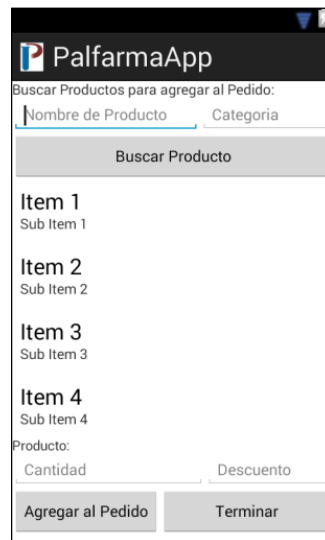 PalfarmaApp
Buscar Productos para agregar al Pedido:
Nombre de Producto Categoria
Buscar Producto
Item 1
Sub Item 1
Item 2
Sub Item 2
Item 3
Sub Item 3
Item 4
Sub Item 4
Producto:
Cantidad Descuento
Agregar al Pedido Terminar